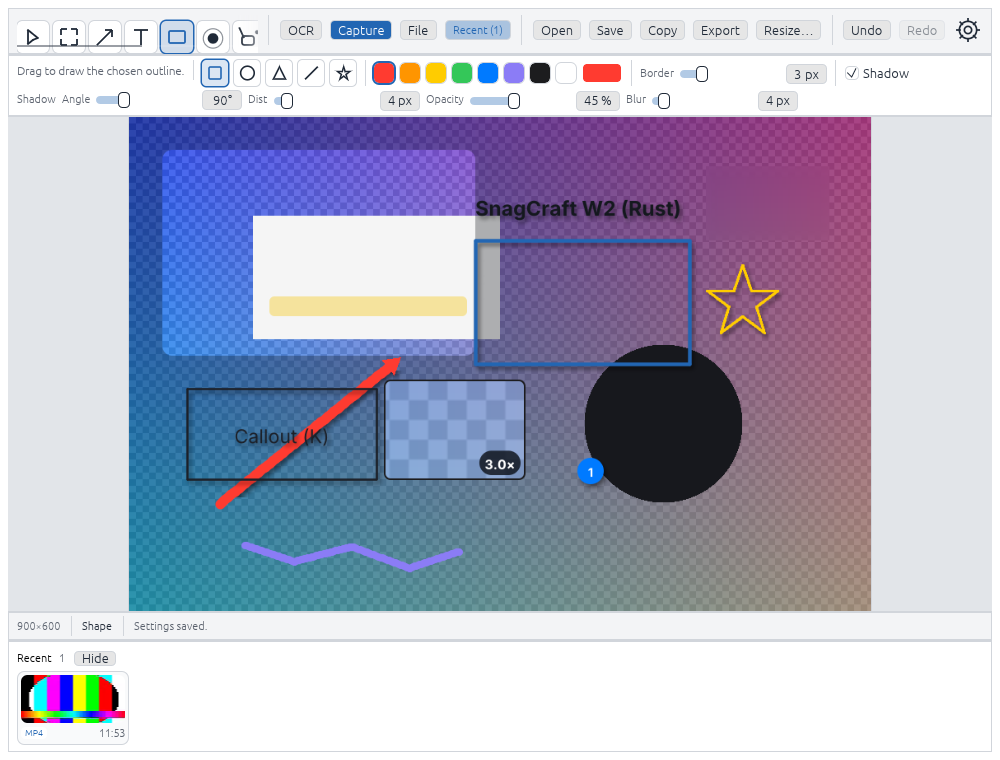 OCR Capture File Recent (1) Open Save Copy Export Resize... Undo Redo
Drag to draw the chosen outline. Border 3 px Shadow
Shadow Angle 90° Dist 4 px Opacity 45 % Blur 4 px
SnagCraft W2 (Rust)
Callout (K)
3.0×
1
900×600 Shape Settings saved.
Recent 1 Hide
MP4 11:53